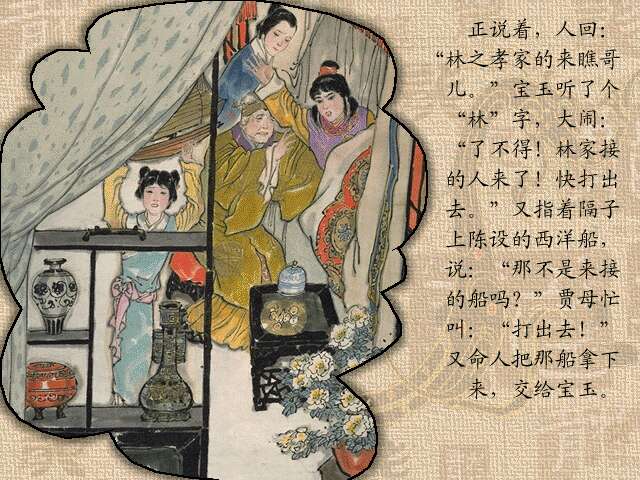 正说着，人回：
“林之孝家的来瞧哥
儿。”宝玉听了个
“林”字，大闹：
“了不得！林家接
的人来了！快打出
去。”又指着隔子
上陈设的西洋船，
说：“那不是来接
的船吗？”贾母忙
叫：“打出去！”
又命人把那船拿下
来，交给宝玉。